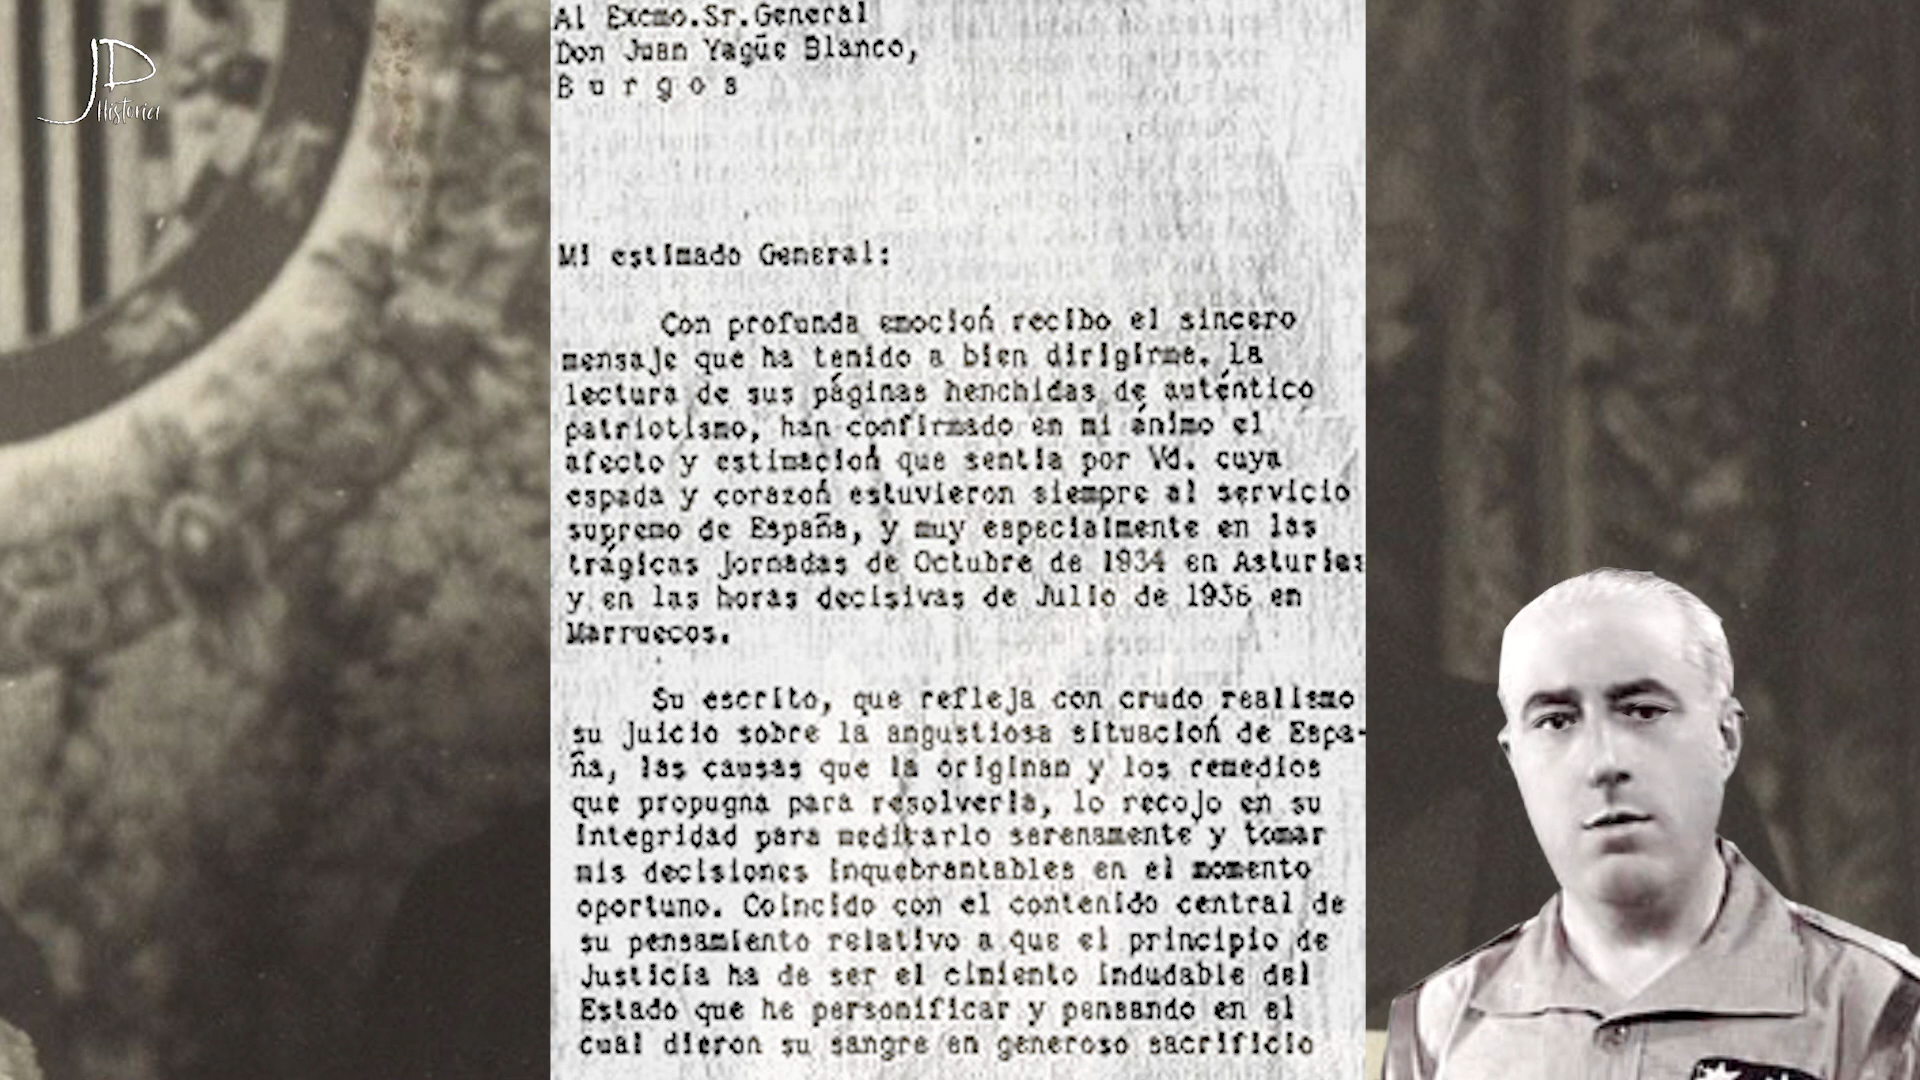 JD
Historia
Al Excmo.Sr.General
Don Juan Yagüe Blanco,
B u r g o s
Mi estimado General:
Con profunda emoción recibo el sincero
mensaje que ha tenido a bien dirigirme. La
lectura de sus páginas henchidas de auténtico
patriotismo, han confirmado en mi ánimo el
afecto y estimación que sentia por Vd. cuya
espada y corazón estuvieron siempre al servicio
supremo de España, y muy especialmente en las
trágicas jornadas de Octubre de 1934 en Asturias
y en las horas decisivas de Julio de 1936 en
Marruecos.
Su escrito, que refleja con crudo realismo
su juicio sobre la angustiosa situación de Espa-
ña, las causas que la originan y los remedios
que propugna para resolverla, lo recojo en su
integridad para meditarlo serenamente y tomar
mis decisiones inquebrantables en el momento
oportuno. Coincido con el contenido central de
su pensamiento relativo a que el principio de
Justicia ha de ser el cimiento indudable del
Estado que he personificar y pensando en el
cual dieron su sangre en generoso sacrificio